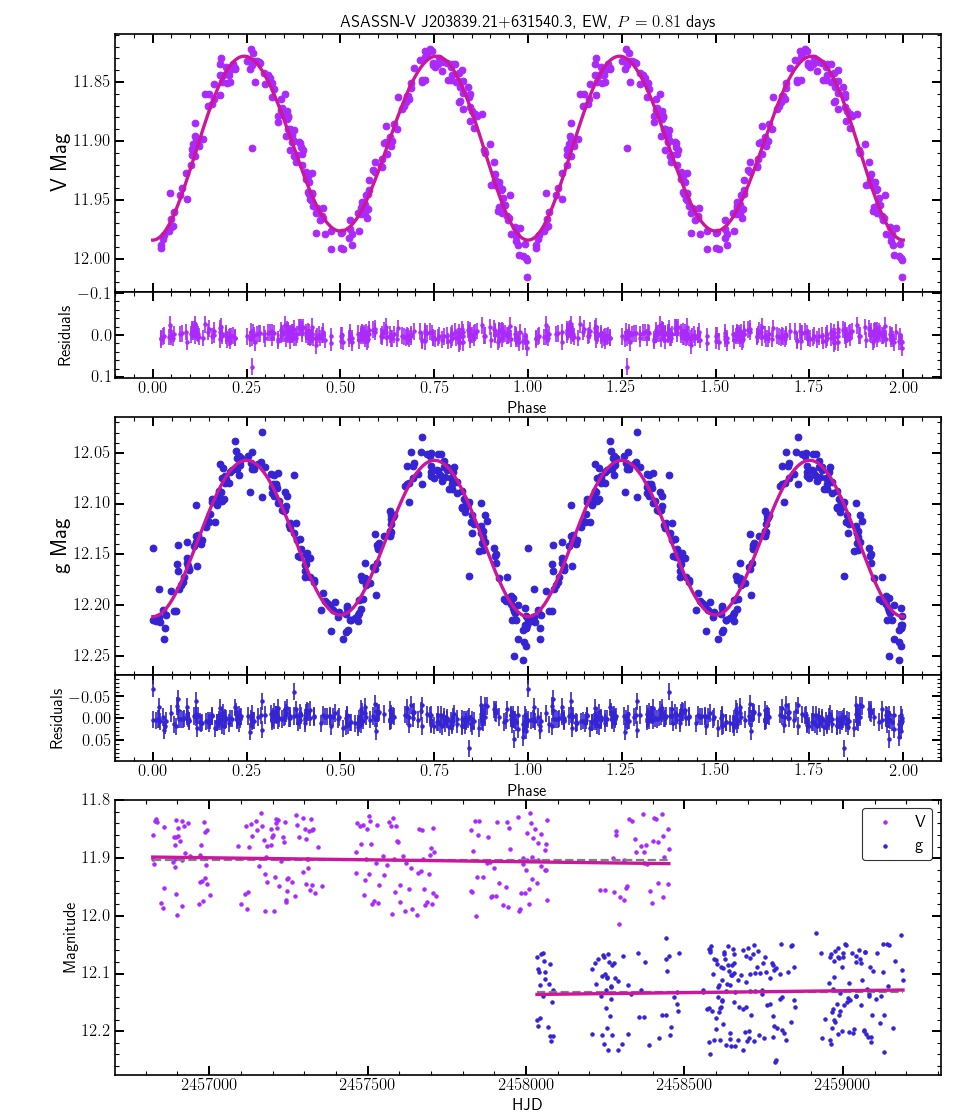 ASASSN-V J203839.21+631540.3, EW, P = 0.81 days
V Mag
11.85
11.90
11.95
12.00
Residuals
−0.1
0.0
0.1
0.00 0.25 0.50 0.75 1.00 1.25 1.50 1.75 2.00
Phase
g Mag
12.05
12.10
12.15
12.20
12.25
Residuals
−0.05
0.00
0.05
0.00 0.25 0.50 0.75 1.00 1.25 1.50 1.75 2.00
Phase
Magnitude
11.8
11.9
12.0
12.1
12.2
V
g
2457000 2457500 2458000 2458500 2459000
HJD